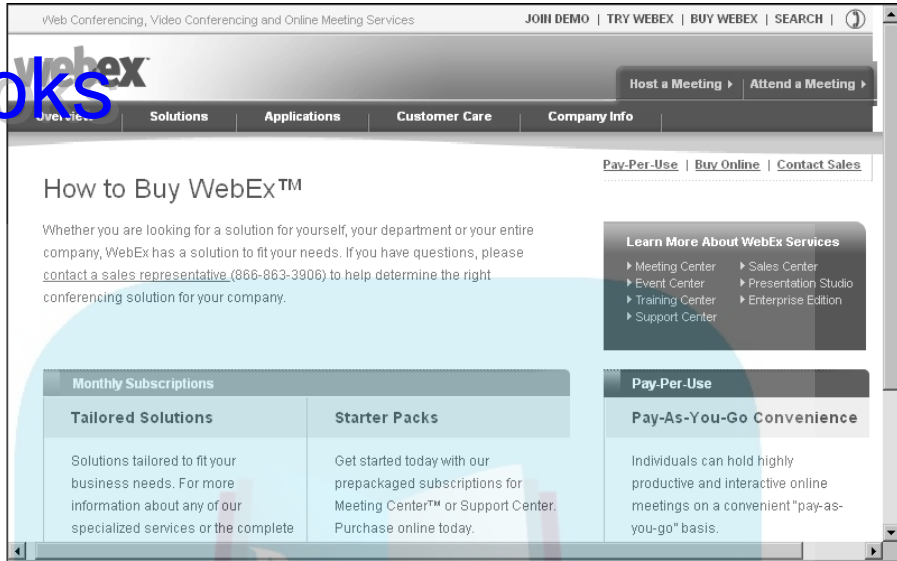 Web Conferencing, Video Conferencing and Online Meeting Services
JOIN DEMO | TRY WEBEX | BUY WEBEX | SEARCH |
webex
oks
Host a Meeting | Attend a Meeting
Overview Solutions Applications Customer Care Company Info
Pay-Per-Use | Buy Online | Contact Sales
How to Buy WebEx™
Whether you are looking for a solution for yourself, your department or your entire
company, WebEx has a solution to fit your needs. If you have questions, please
contact a sales representative (866-863-3906) to help determine the right
conferencing solution for your company.
Learn More About WebEx Services
Meeting Center
Event Center
Training Center
Support Center
Sales Center
Presentation Studio
Enterprise Edition
Monthly Subscriptions
Tailored Solutions
Solutions tailored to fit your
business needs. For more
information about any of our
specialized services or the complete
Starter Packs
Get started today with our
prepackaged subscriptions for
Meeting Center™ or Support Center.
Purchase online today.
Pay-Per-Use
Pay-As-You-Go Convenience
Individuals can hold highly
productive and interactive online
meetings on a convenient "pay-as-
you-go" basis.